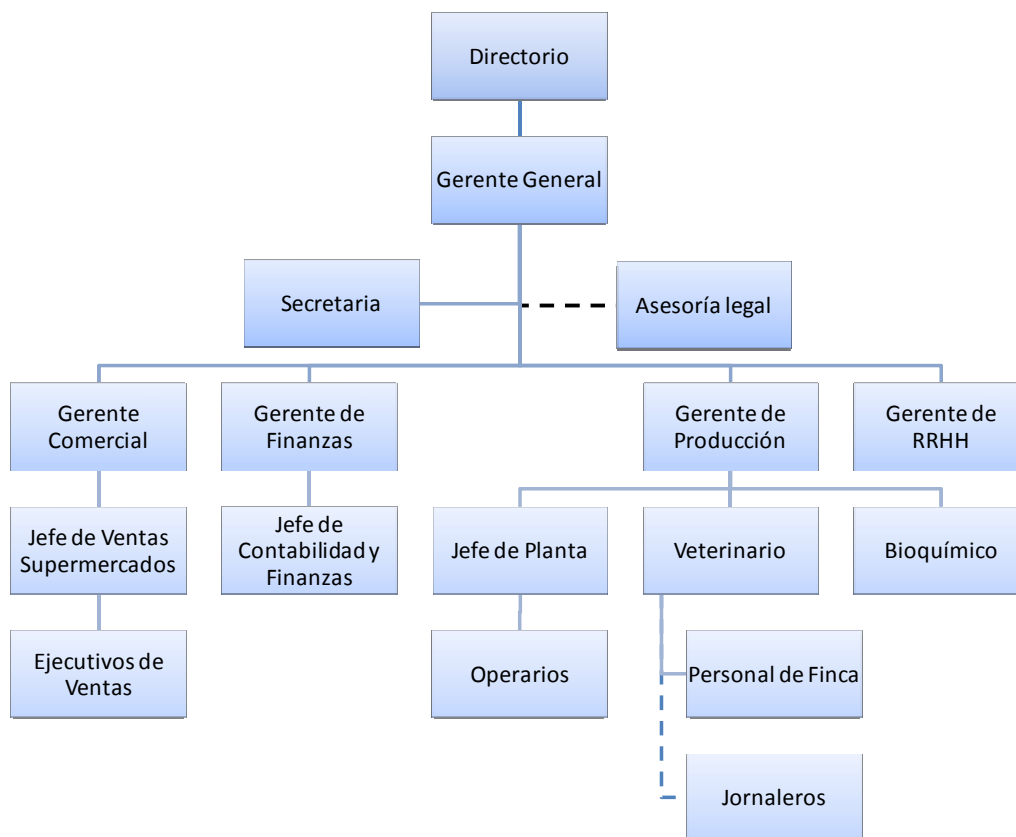 Directorio
Gerente General
Secretaria
Asesoría legal
Gerente
Comercial
Gerente de
Finanzas
Gerente de
Producción
Gerente de
RRHH
Jefe de Ventas
Supermercados
Jefe de
Contabilidad y
Finanzas
Jefe de Planta
Veterinario
Bioquímico
Ejecutivos de
Ventas
Operarios
Personal de Finca
Jornaleros